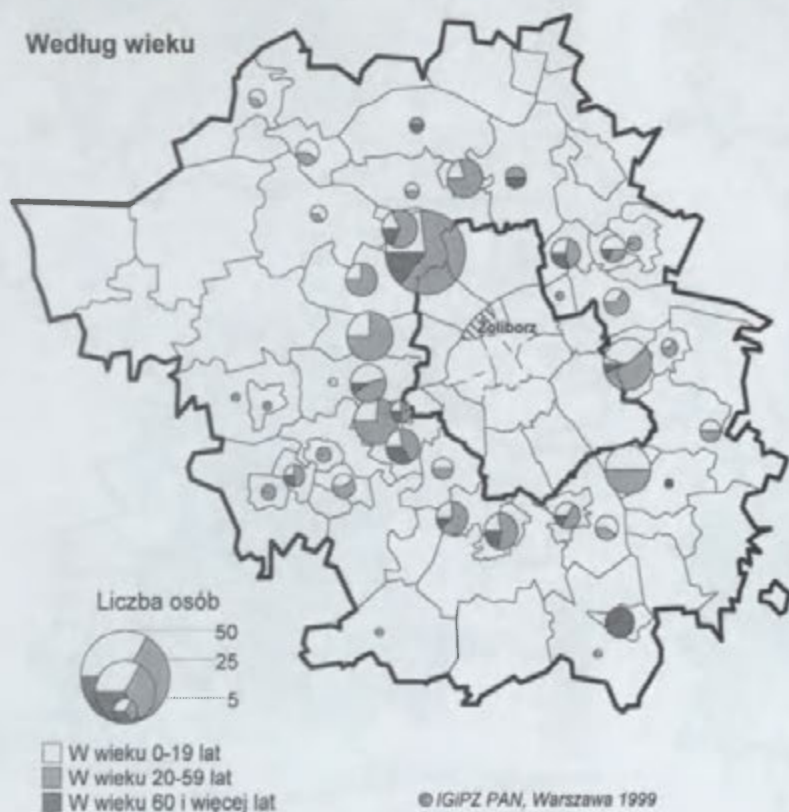 Według wieku
Żoliborz
Liczba osób
50
25
5
W wieku 0-19 lat
W wieku 20-59 lat
W wieku 60 i więcej lat
© IGiPZ PAN, Warszawa 1999